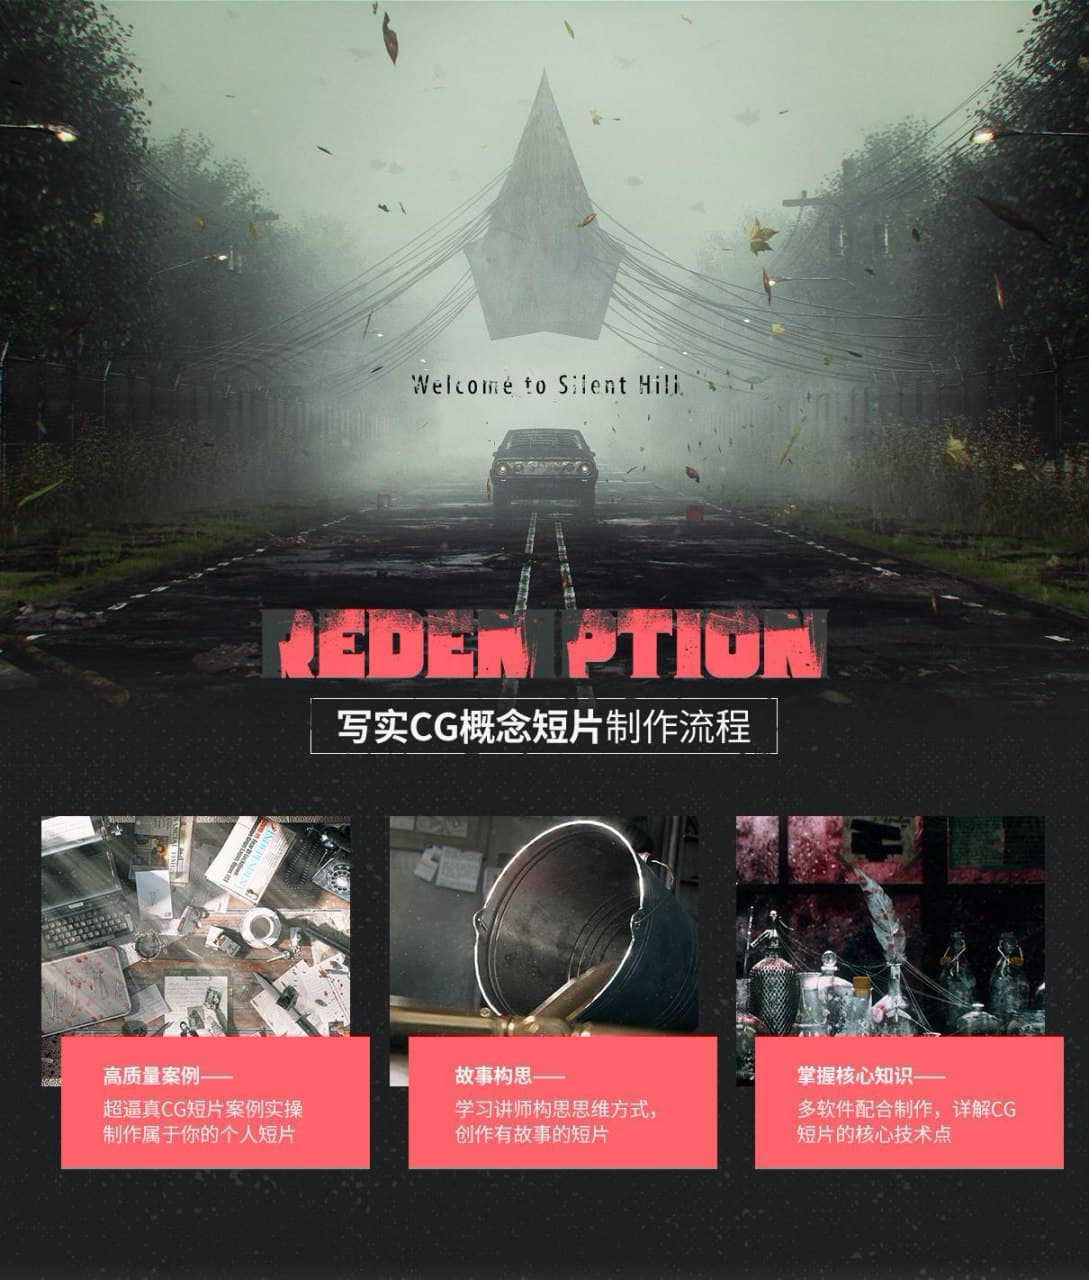 Welcome to Silent Hill
REDEMPTION
写实CG概念短片制作流程
高质量案例——
超逼真CG短片案例实操
制作属于你的个人短片
故事构思——
学习讲师构思思维方式，
创作有故事的短片
掌握核心知识——
多软件配合制作，详解CG
短片的核心技术点